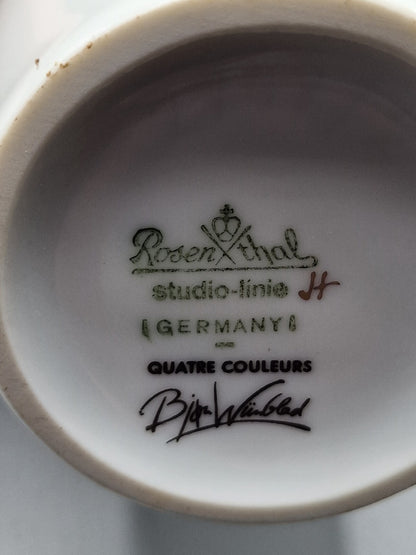 Rosenthal
studio-linie
GERMANY
QUATRE COULEURS
Bjørn Wiinblad